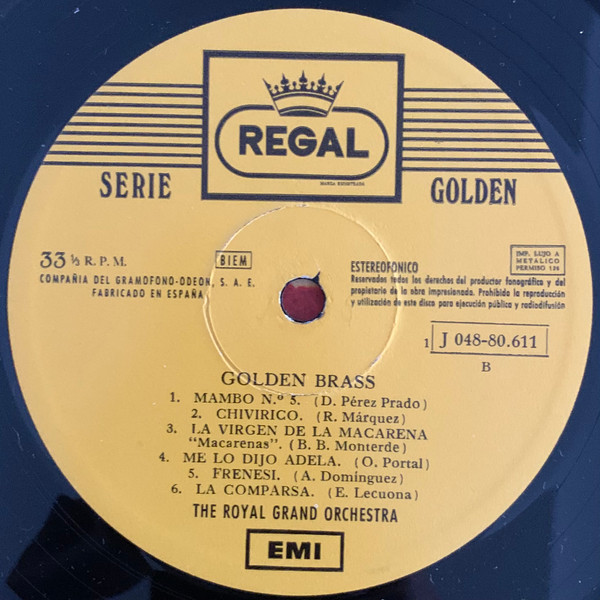 REGAL
MARCA REGISTRADA
SERIE
GOLDEN
33 ⅓ R. P. M.
BIEM
COMPAÑIA DEL GRAMOFONO-ODEON, S. A. E.
FABRICADO EN ESPAÑA
ESTEREOFONICO
Reservados todos los derechos del productor fonográfico y del
propietario de la obra impresionada. Prohibida la reproducción
y utilización de este disco para ejecución pública y radiodifusión
IMP. LUJO A
METALICO
PERMISO 128
1 J 048-80.611
B
GOLDEN BRASS
1. MAMBO N.º 5. (D. Pérez Prado)
2. CHIVIRICO. (R. Márquez)
3. LA VIRGEN DE LA MACARENA
"Macarenas". (B. B. Monterde)
4. ME LO DIJO ADELA. (O. Portal)
5. FRENESI. (A. Domínguez)
6. LA COMPARSA. (E. Lecuona)
THE ROYAL GRAND ORCHESTRA
EMI